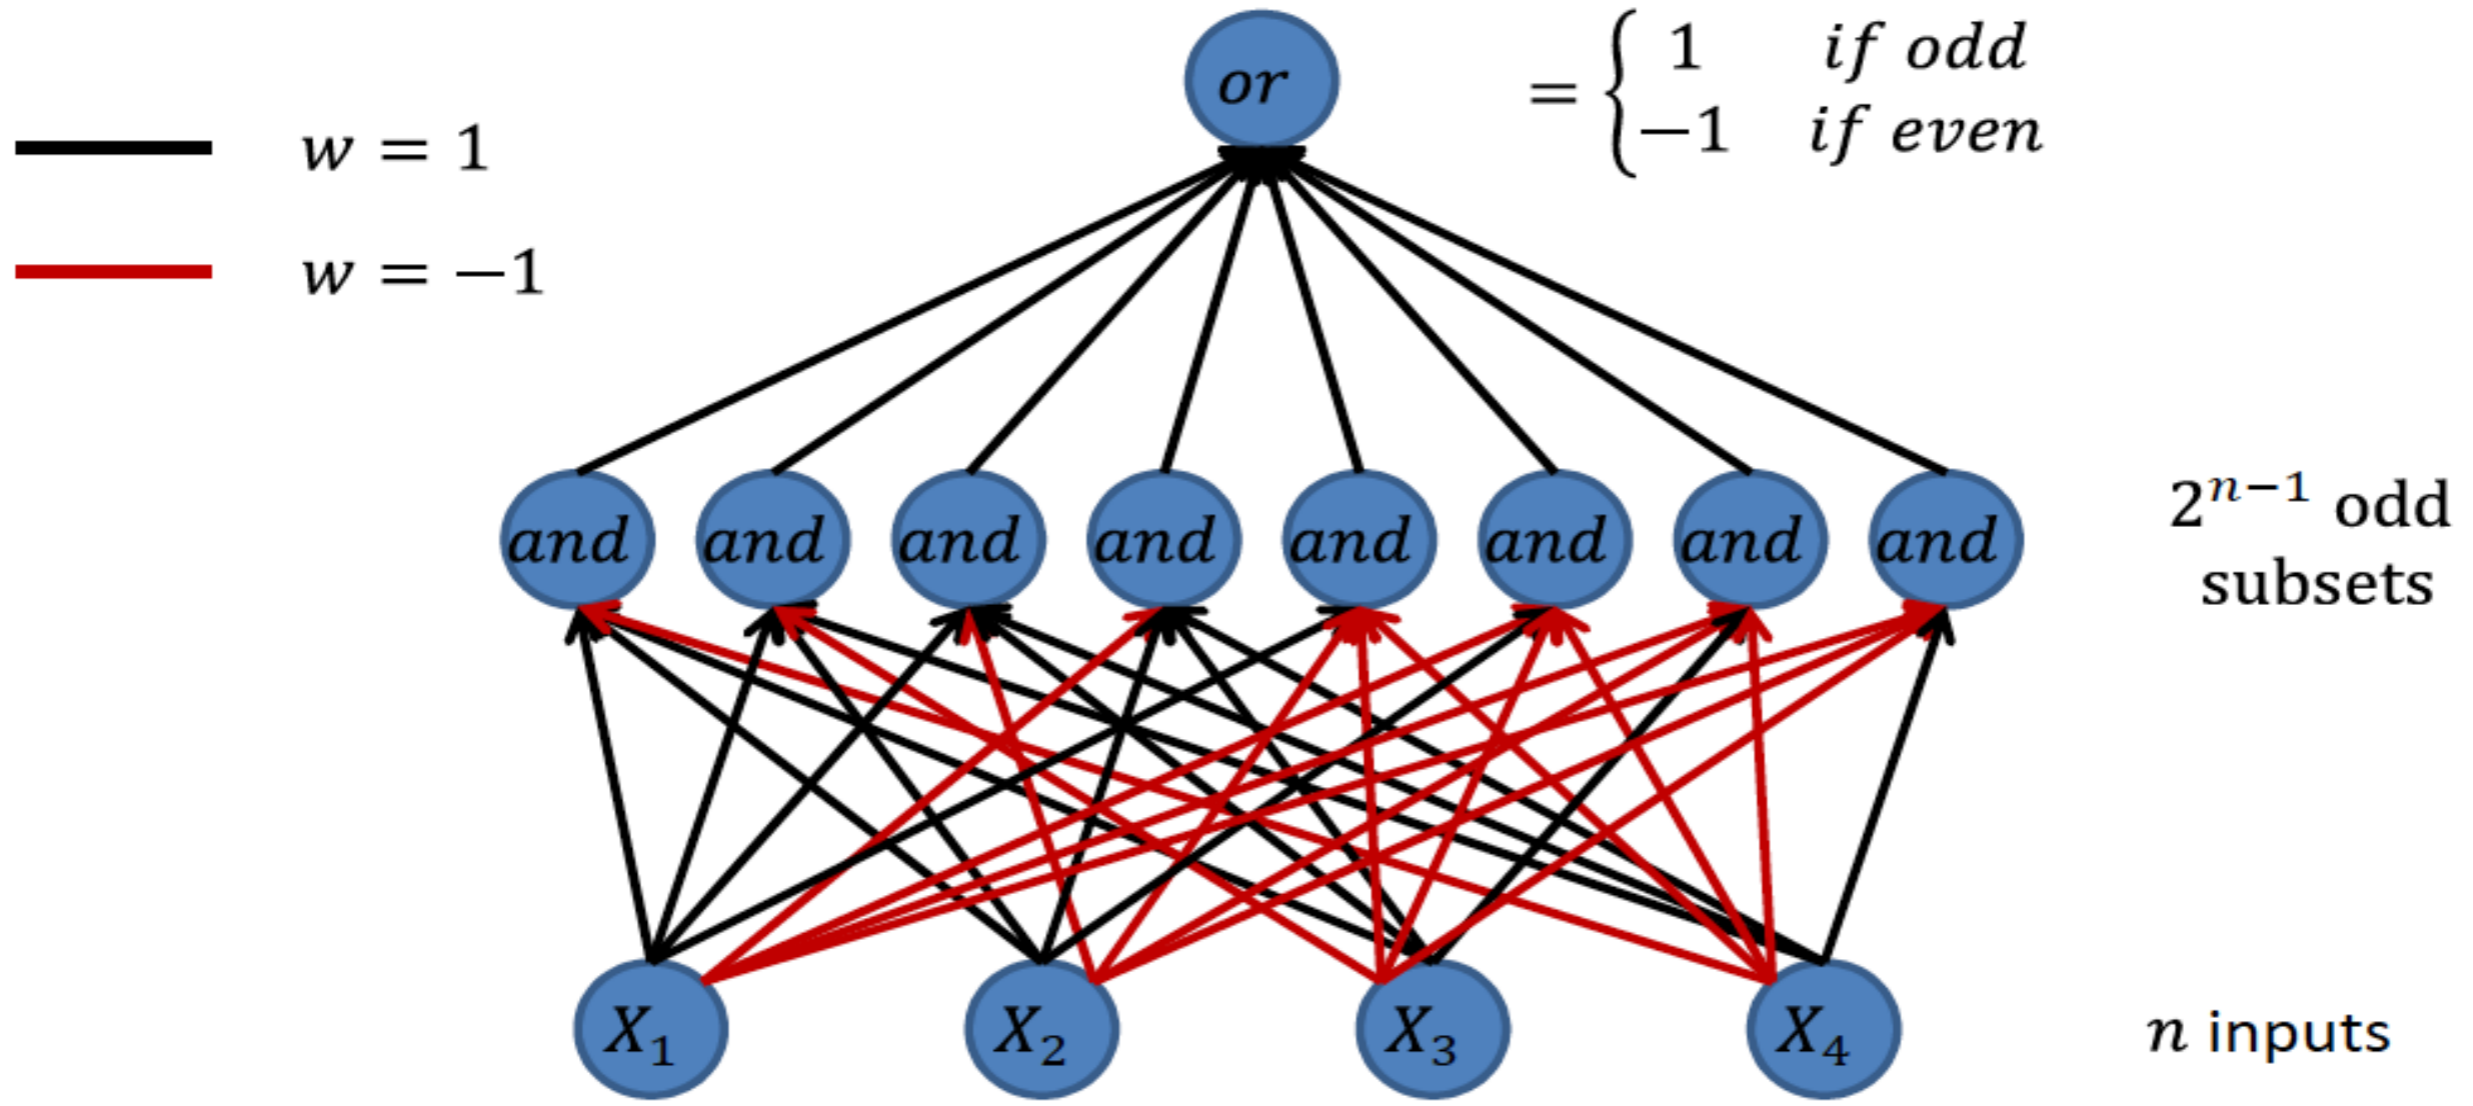 or
= { 1 if odd
−1 if even
w = 1
w = −1
and and and and and and and and
2ⁿ⁻¹ odd
subsets
X₁ X₂ X₃ X₄
n inputs